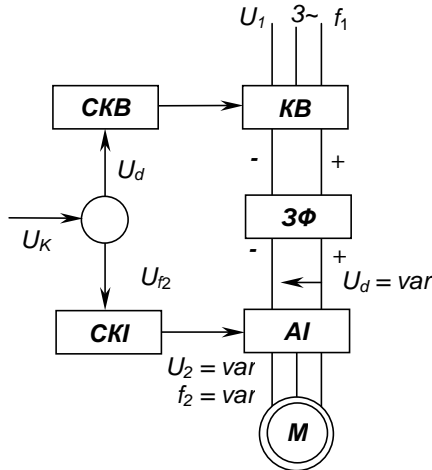 U1 3~ f1
СКВ КВ
Ud - +
ЗФ
UK - +
Uf2 Ud = var
СКІ АІ
U2 = var
f2 = var
М